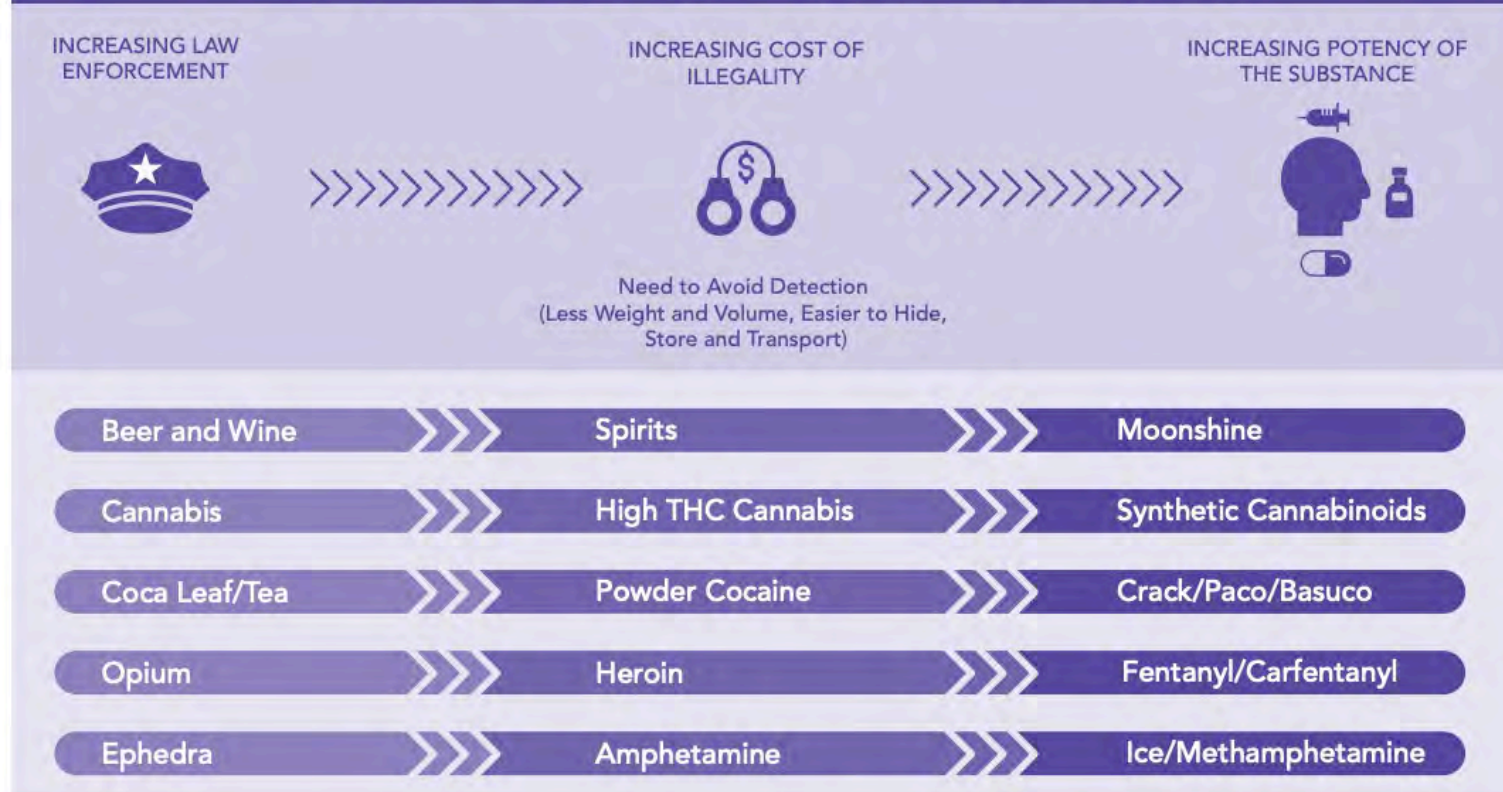 INCREASING LAW
ENFORCEMENT
INCREASING COST OF
ILLEGALITY
INCREASING POTENCY OF
THE SUBSTANCE
$
Need to Avoid Detection
(Less Weight and Volume, Easier to Hide,
Store and Transport)
Beer and Wine
Spirits
Moonshine
Cannabis
High THC Cannabis
Synthetic Cannabinoids
Coca Leaf/Tea
Powder Cocaine
Crack/Paco/Basuco
Opium
Heroin
Fentanyl/Carfentanyl
Ephedra
Amphetamine
Ice/Methamphetamine